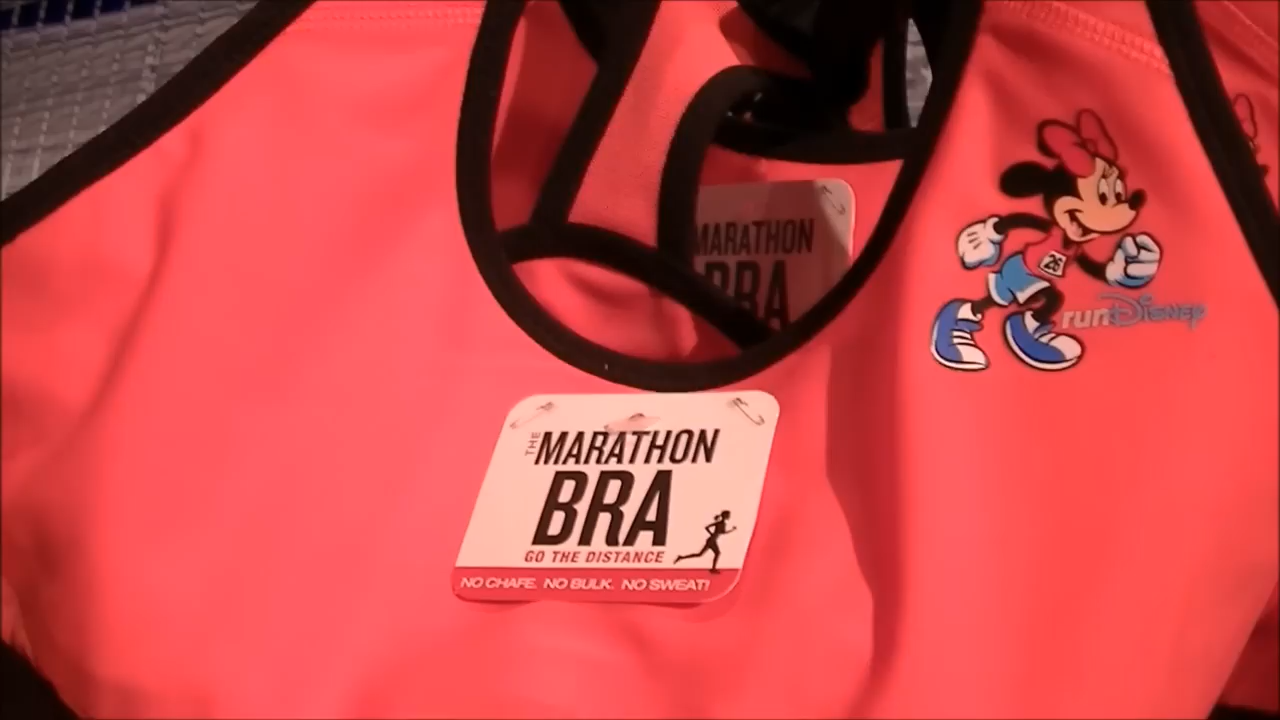 MARATHON
BRA
26
runDisney
THE MARATHON
BRA
GO THE DISTANCE
NO CHAFE. NO BULK. NO SWEAT!